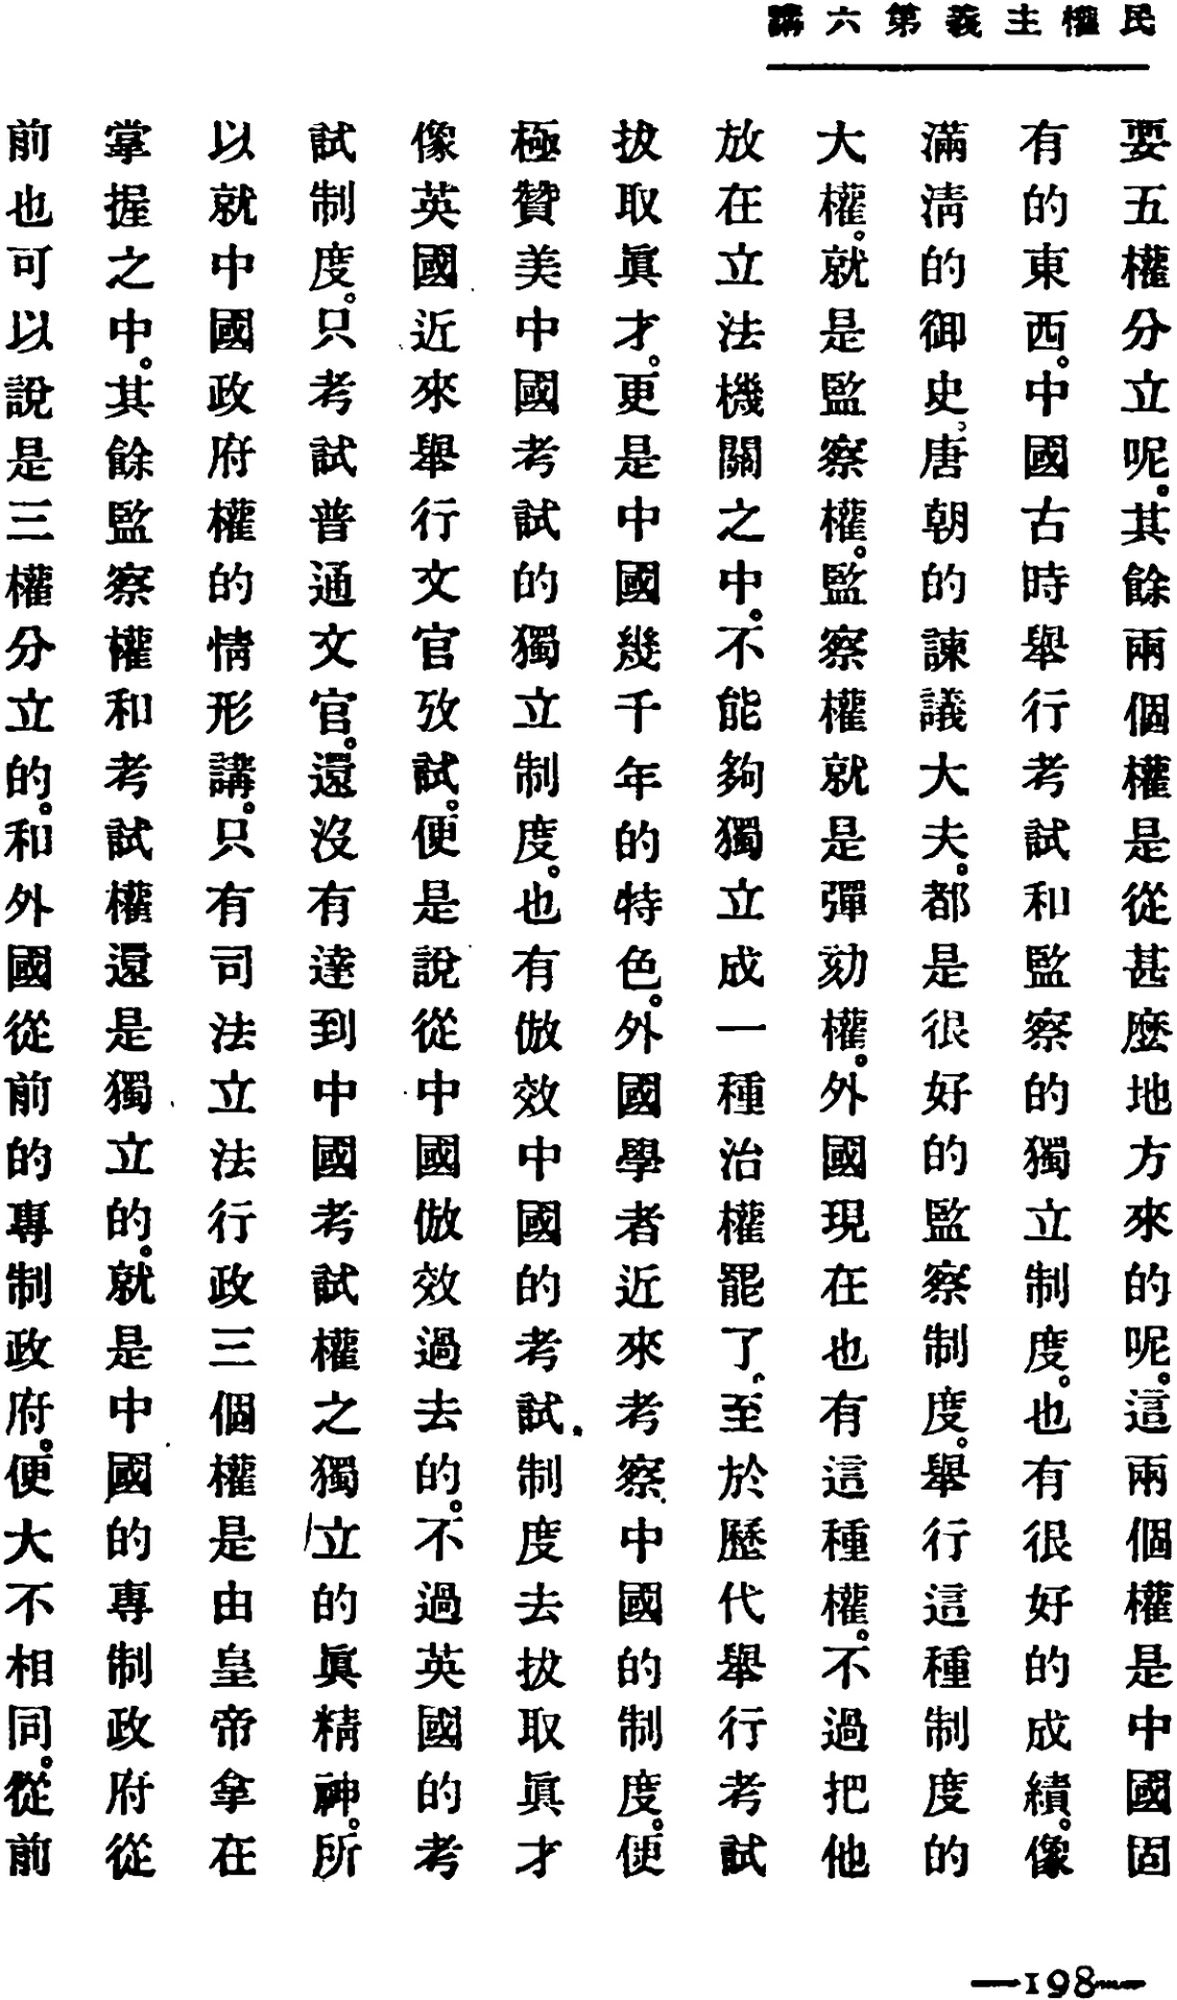 民權主義第六講
要五權分立呢。其餘兩個權是從甚麼地方來的呢。這兩個權是中國固
有的東西。中國古時舉行考試和監察的獨立制度。也有很好的成績。像
滿清的御史，唐朝的諫議大夫。都是很好的監察制度。舉行這種制度的
大權。就是監察權。監察權就是彈劾權。外國現在也有這種權。不過把他
放在立法機關之中。不能夠獨立成一種治權罷了、至於歷代舉行考試
拔取眞才。更是中國幾千年的特色。外國學者近來考察中國的制度。便
極贊美中國考試的獨立制度。也有倣效中國的考試制度去拔取眞才
像英國近來舉行文官攷試。便是說從中國倣效過去的。不過英國的考
試制度。只考試普通文官。還沒有達到中國考試權之獨立的眞精神。所
以就中國政府權的情形講。只有司法立法行政三個權是由皇帝拿在
掌握之中。其餘監察權和考試權還是獨立的。就是中國的專制政府從
前也可以說是三權分立的。和外國從前的專制政府。便大不相同。從前
—198—